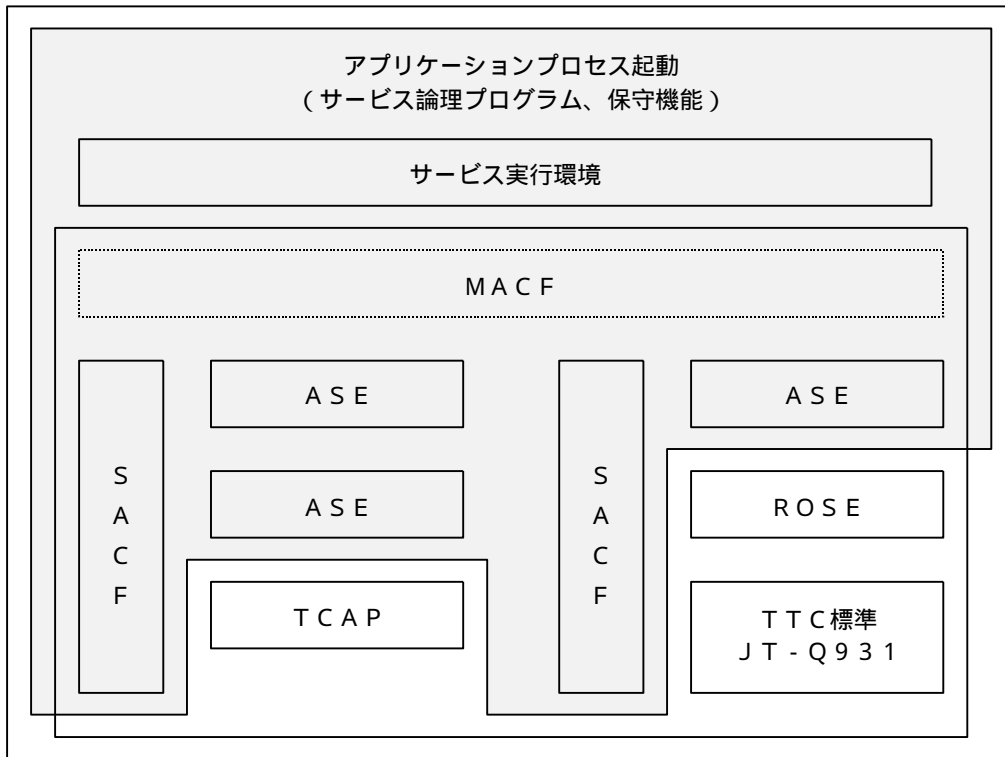 アプリケーションプロセス起動
(サービス論理プログラム、保守機能)
サービス実行環境
MACF
SACF
ASE
ASE
TCAP
SACF
ASE
ROSE
TTC標準
JT-Q931